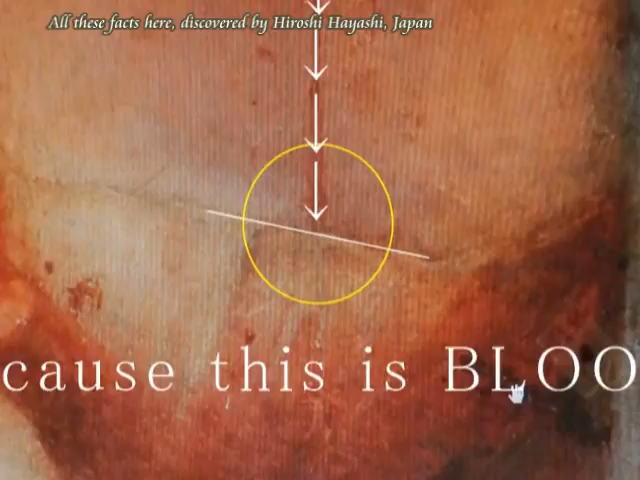 All these facts here, discovered by Hiroshi Hayashi, Japan
cause this is BLOO